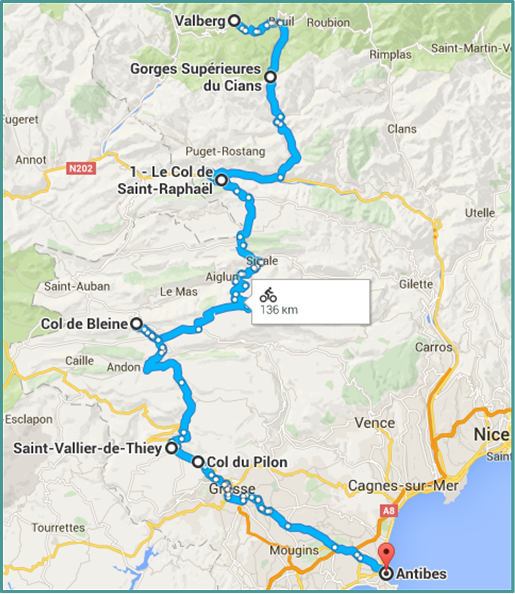 Valberg
Beuil
Roubion
Saint-Martin-V
Rimplas
Gorges Supérieures
du Cians
Fugeret
Clans
Puget-Rostang
Annot
N202
1 - Le Col de
Saint-Raphaël
Utelle
Sigale
Aiglun
Saint-Auban
Le Mas
Gilette
136 km
Col de Bleine
Carros
Caille
Andon
Esclapon
Vence
Nice
Saint-Vallier-de-Thiey
Col du Pilon
Sain
Grasse
Cagnes-sur-Mer
A8
Tourrettes
Mougins
Antibes